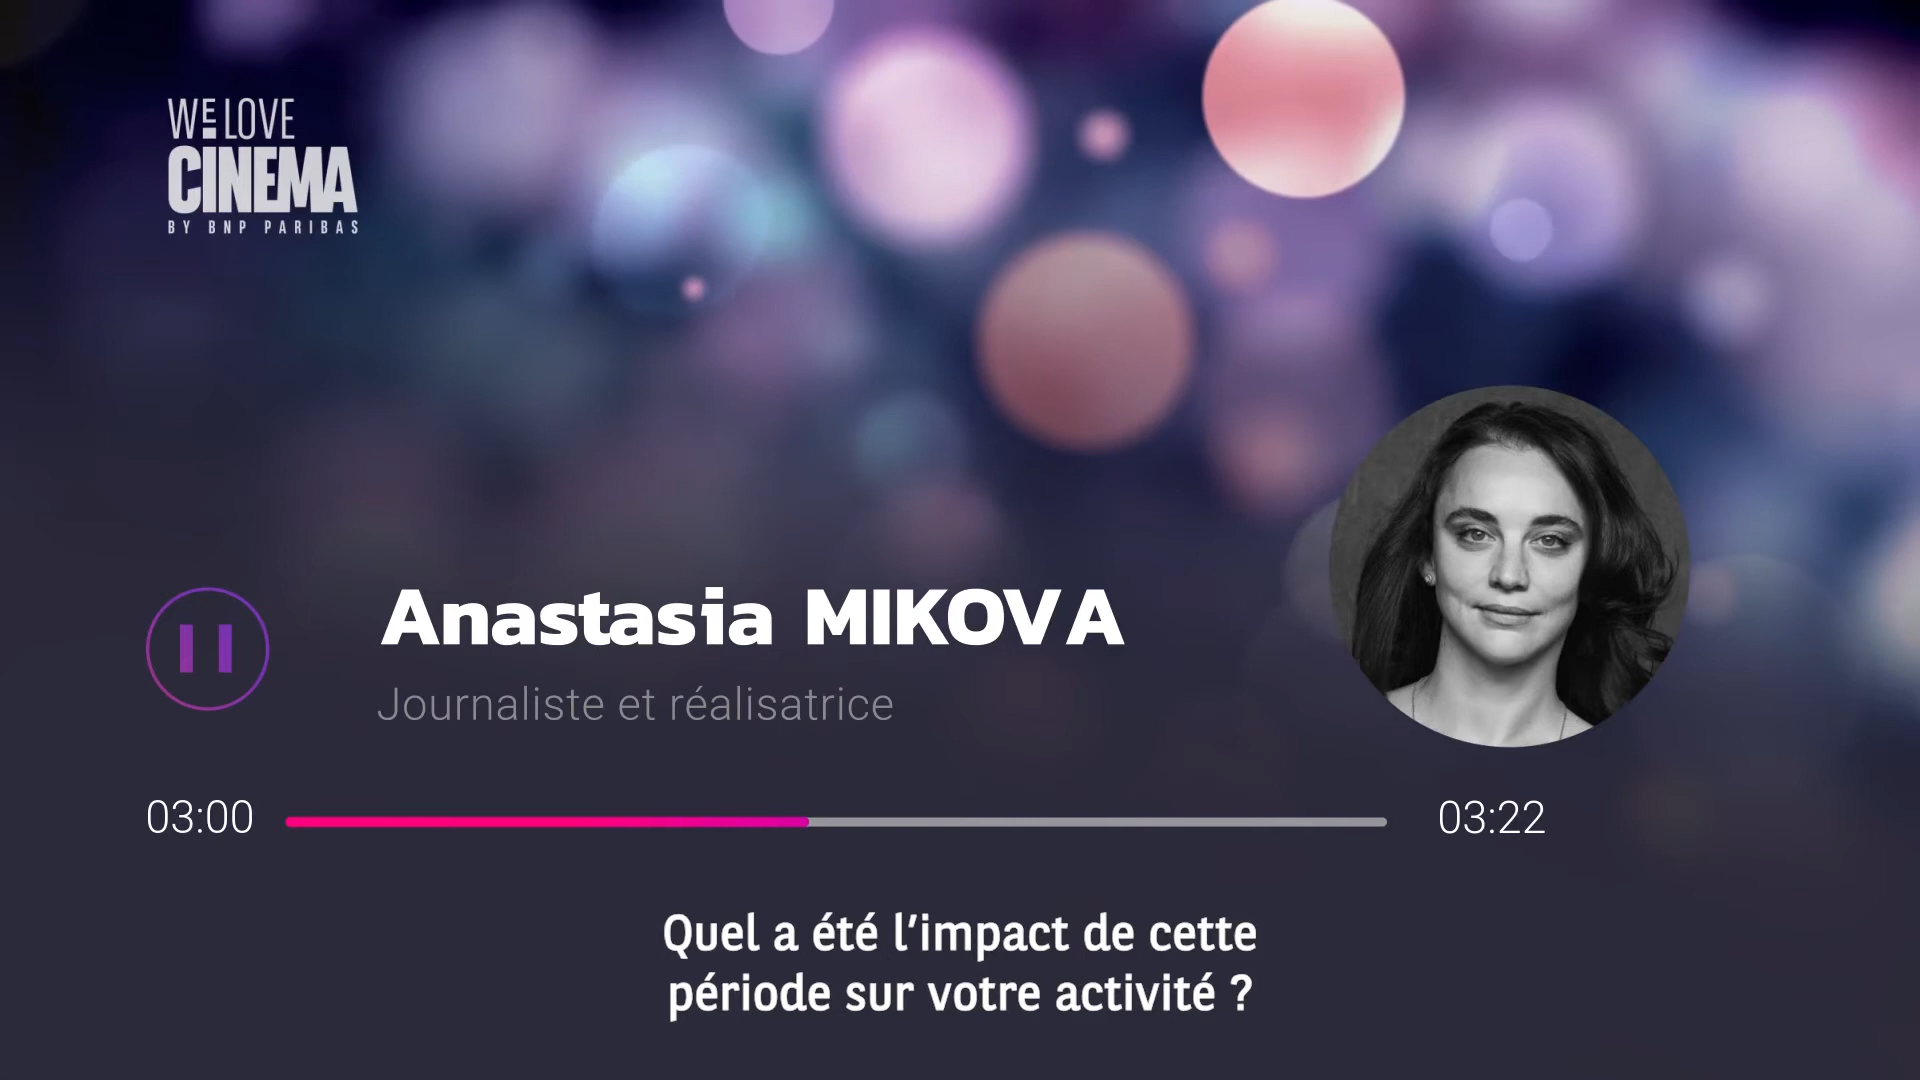 WE LOVE
CINEMA
BY BNP PARIBAS
Anastasia MIKOVA
Journaliste et réalisatrice
03:00
03:22
Quel a été l'impact de cette
période sur votre activité ?